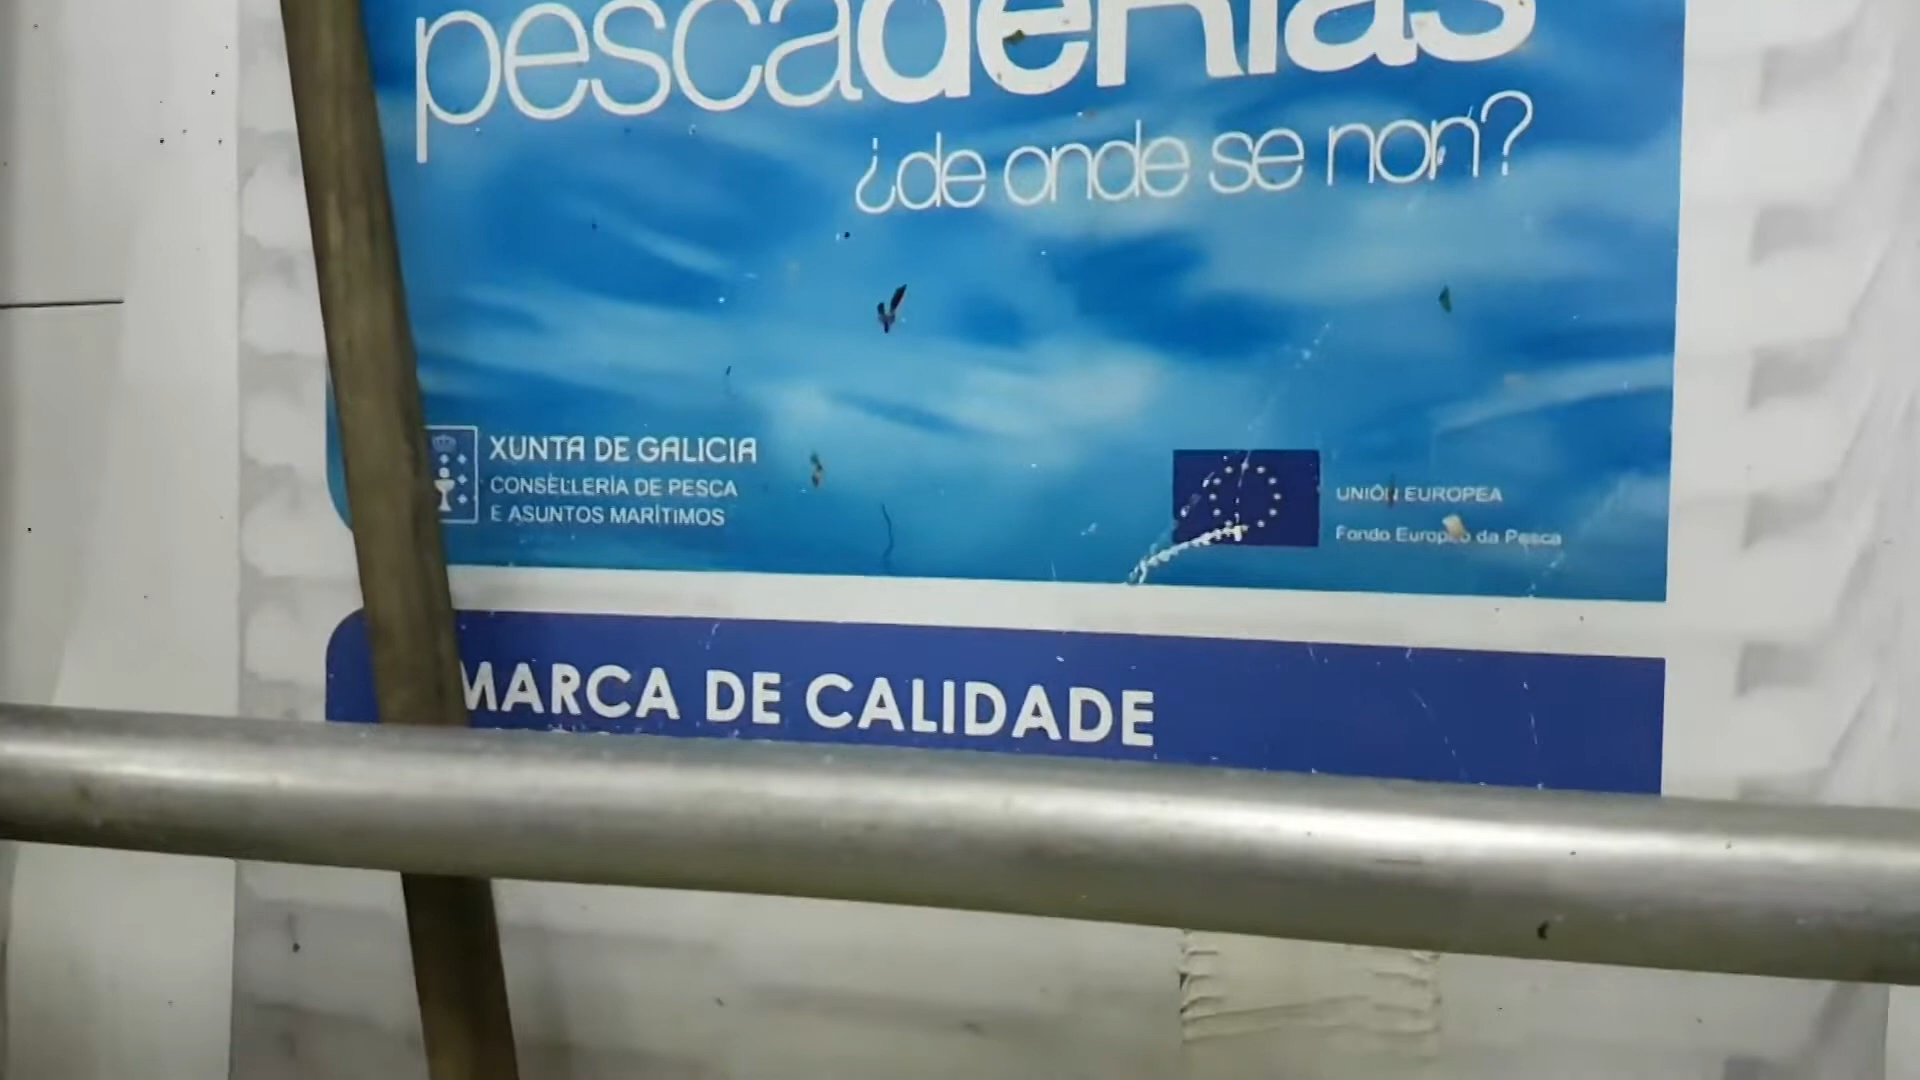 pescadeRías
¿de onde se non?
XUNTA DE GALICIA
CONSELLERÍA DE PESCA
E ASUNTOS MARÍTIMOS
UNIÓN EUROPEA
Fondo Europeo da Pesca
MARCA DE CALIDADE